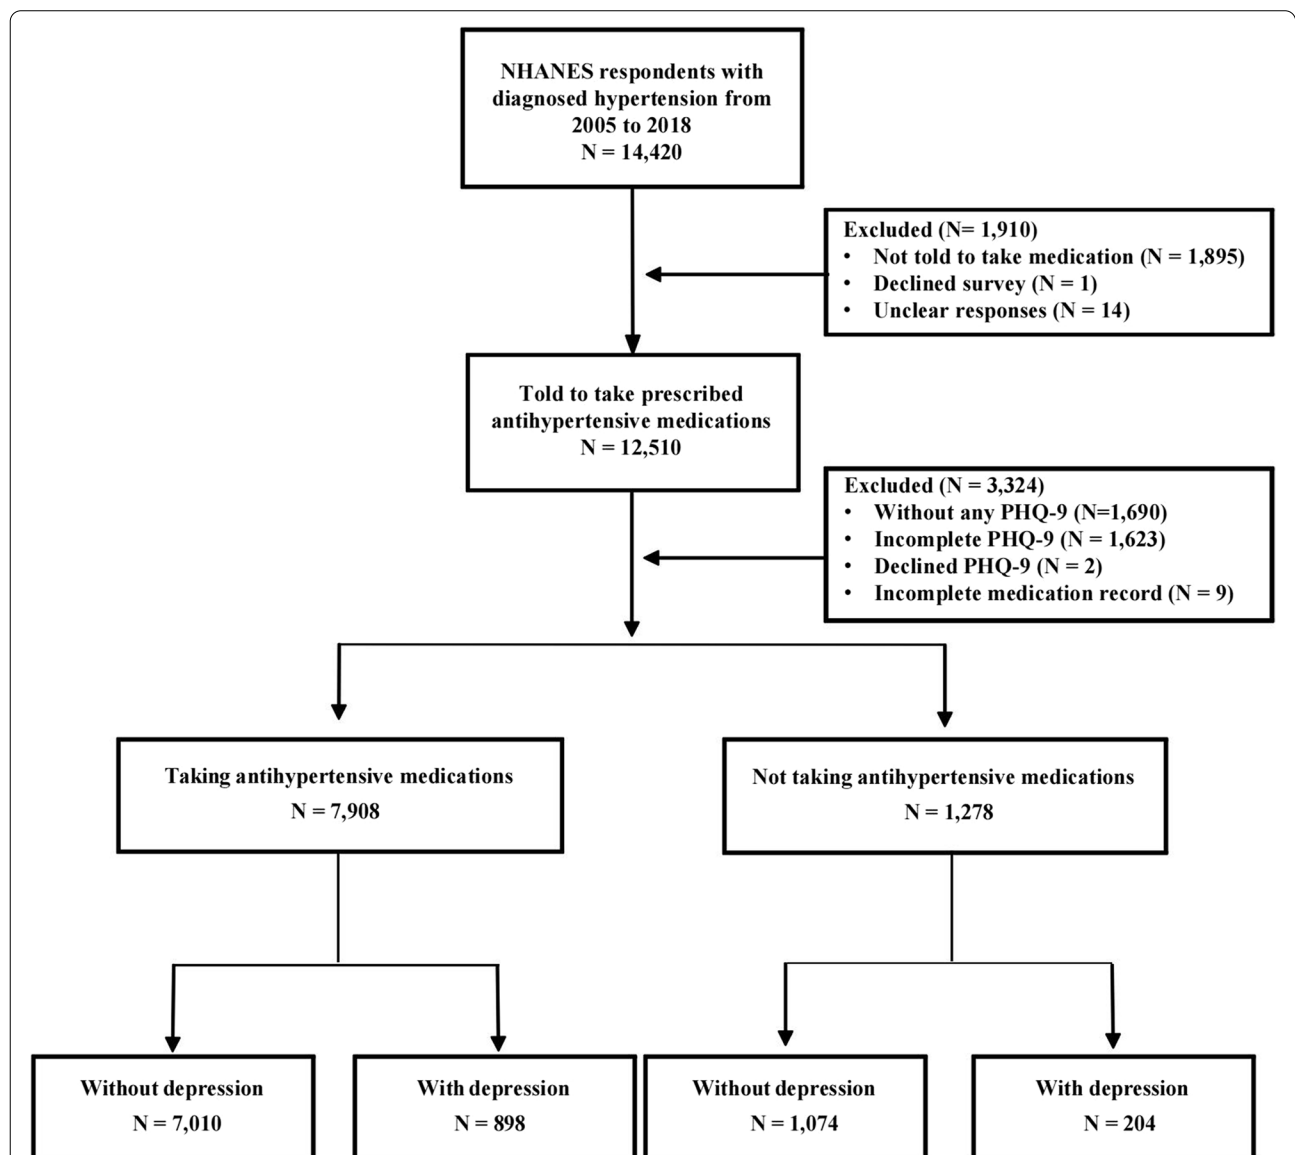 NHANES respondents with
diagnosed hypertension from
2005 to 2018
N = 14,420
Excluded (N= 1,910)
• Not told to take medication (N = 1,895)
• Declined survey (N = 1)
• Unclear responses (N = 14)
Told to take prescribed
antihypertensive medications
N = 12,510
Excluded (N = 3,324)
• Without any PHQ-9 (N=1,690)
• Incomplete PHQ-9 (N = 1,623)
• Declined PHQ-9 (N = 2)
• Incomplete medication record (N = 9)
Taking antihypertensive medications
N = 7,908
Not taking antihypertensive medications
N = 1,278
Without depression
N = 7,010
With depression
N = 898
Without depression
N = 1,074
With depression
N = 204